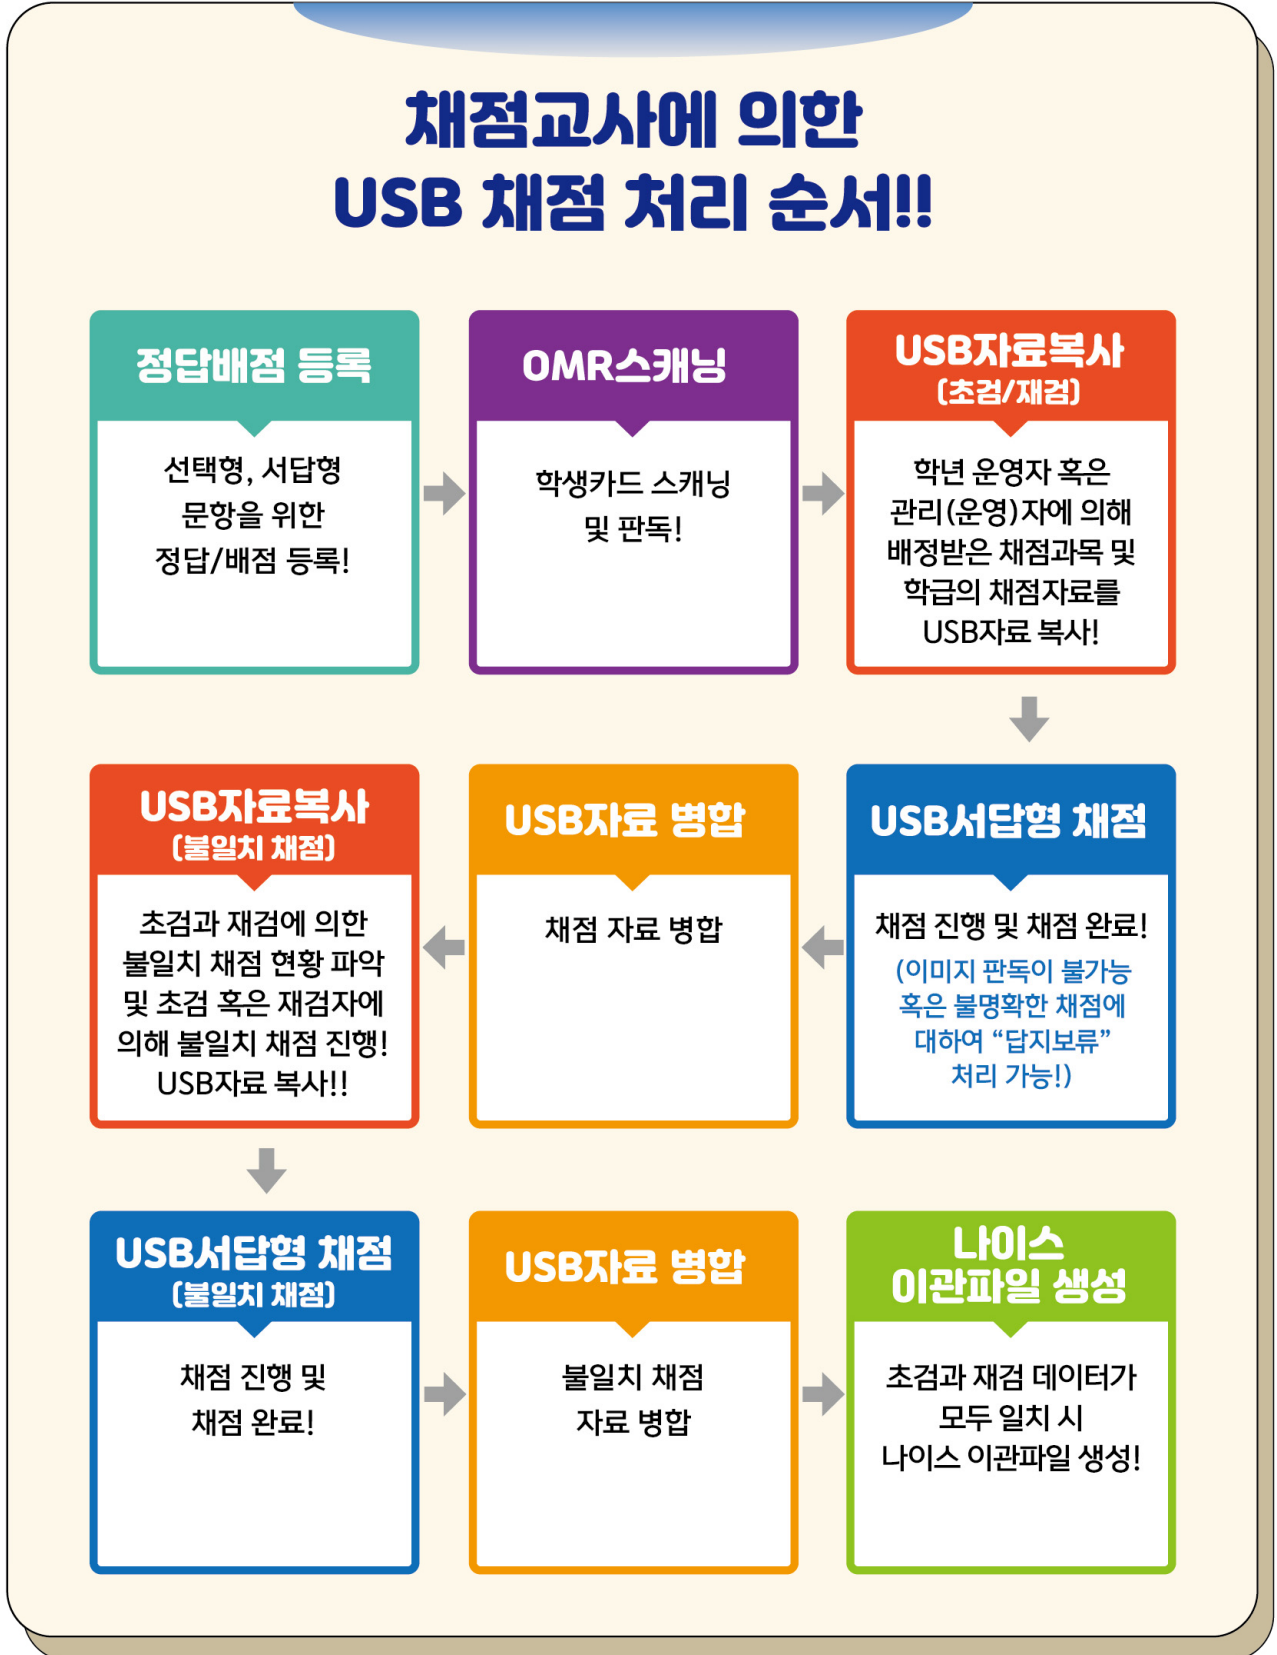 채점교사에 의한
USB 채점 처리 순서!!
정답배점 등록
선택형, 서답형
문항을 위한
정답/배점 등록!
OMR스캐닝
학생카드 스캐닝
및 판독!
USB자료복사
(초검/재검)
학년 운영자 혹은
관리(운영)자에 의해
배정받은 채점과목 및
학급의 채점자료를
USB자료 복사!
USB서답형 채점
채점 진행 및 채점 완료!
(이미지 판독이 불가능
혹은 불명확한 채점에
대하여 “답지보류”
처리 가능!)
USB자료 병합
채점 자료 병합
USB자료복사
(불일치 채점)
초검과 재검에 의한
불일치 채점 현황 파악
및 초검 혹은 재검자에
의해 불일치 채점 진행!
USB자료 복사!!
USB서답형 채점
(불일치 채점)
채점 진행 및
채점 완료!
USB자료 병합
불일치 채점
자료 병합
나이스
이관파일 생성
초검과 재검 데이터가
모두 일치 시
나이스 이관파일 생성!